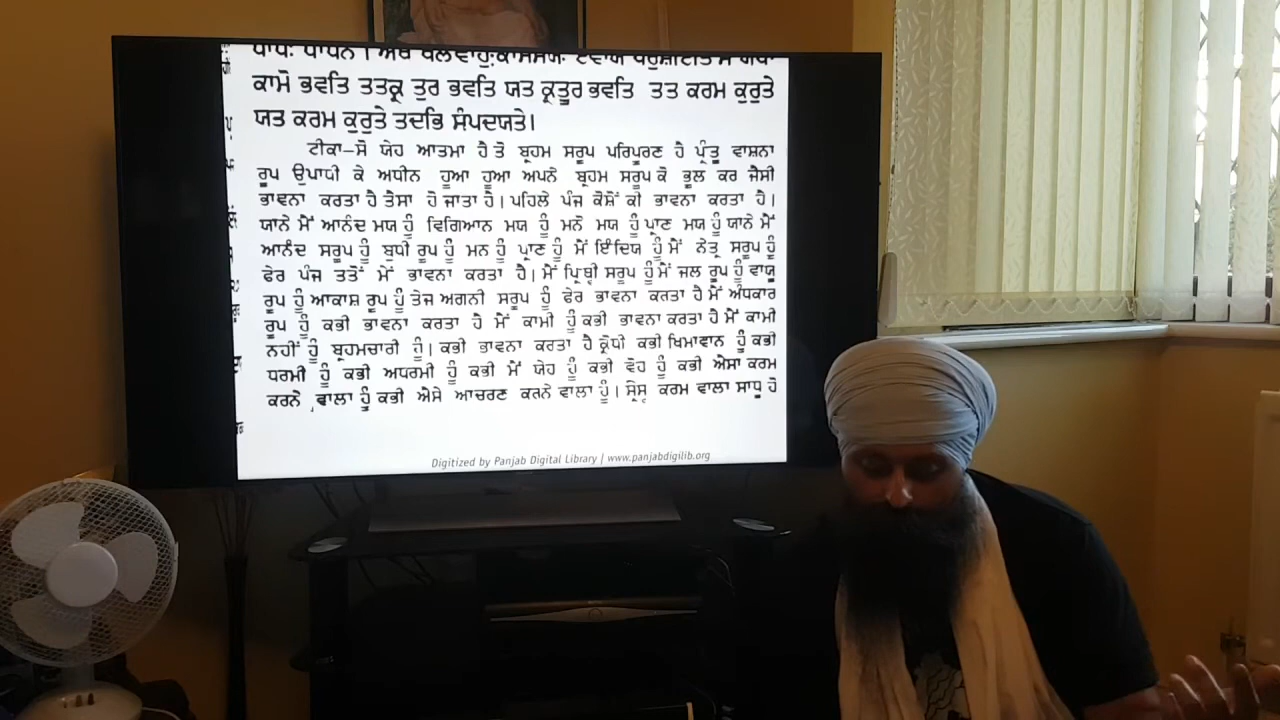 ਕਾਮੋ ਭਵਤਿ ਤਤਕ੍ਰ ਤੁਰ ਭਵਤਿ ਯਤ ਕ੍ਰਤੂਰ ਭਵਤਿ ਤਤ ਕਰਮ ਕੁਰੁਤੇ
ਯਤ ਕਰਮ ਕੁਰੁਤੇ ਤਦਭਿ ਸੰਪਦਯਤੇ।
ਟੀਕਾ—ਸੋ ਯੇਹ ਆਤਮਾ ਹੈ ਤੋ ਬ੍ਰਹਮ ਸਰੂਪ ਪਰਿਪੂਰਣ ਹੈ ਪ੍ਰੰਤੂ ਵਾਸ਼ਨਾ
ਰੂਪ ਉਪਾਧੀ ਕੇ ਅਧੀਨ ਹੂਆ ਹੂਆ ਅਪਨੇ ਬ੍ਰਹਮ ਸਰੂਪ ਕੋ ਭੂਲ ਕਰ ਜੈਸੀ
ਭਾਵਨਾ ਕਰਤਾ ਹੈ ਤੈਸਾ ਹੋ ਜਾਤਾ ਹੈ। ਪਹਿਲੇ ਪੰਜ ਕੋਸ਼ੋਂ ਕੀ ਭਾਵਨਾ ਕਰਤਾ ਹੈ।
ਯਾਨੇ ਮੈਂ ਆਨੰਦ ਮਯ ਹੂੰ ਵਿਗਿਆਨ ਮਯ ਹੂੰ ਮਨੋ ਮਯ ਹੂੰ ਪ੍ਰਾਣ ਮਯ ਹੂੰ ਯਾਨੇ ਮੈਂ
ਆਨੰਦ ਸਰੂਪ ਹੂੰ ਬੁਧੀ ਰੂਪ ਹੂੰ ਮਨ ਹੂੰ ਪ੍ਰਾਣ ਹੂੰ ਮੈਂ ਇੰਦਿਯ ਹੂੰ ਮੈਂ ਨੇਤ੍ਰ ਸਰੂਪ ਹੂੰ
ਫੇਰ ਪੰਜ ਤਤੋਂ ਮੇਂ ਭਾਵਨਾ ਕਰਤਾ ਹੈ। ਮੈਂ ਪ੍ਰਿਥ੍ਵੀ ਸਰੂਪ ਹੂੰ ਮੈਂ ਜਲ ਰੂਪ ਹੂੰ ਵਾਯੂ
ਰੂਪ ਹੂੰ ਆਕਾਸ਼ ਰੂਪ ਹੂੰ ਤੇਜ ਅਗਨੀ ਸਰੂਪ ਹੂੰ ਫੇਰ ਭਾਵਨਾ ਕਰਤਾ ਹੈ ਮੈਂ ਅੰਧਕਾਰ
ਰੂਪ ਹੂੰ ਕਭੀ ਭਾਵਨਾ ਕਰਤਾ ਹੈ ਮੈਂ ਕਾਮੀ ਹੂੰ ਕਭੀ ਭਾਵਨਾ ਕਰਤਾ ਹੈ ਮੈਂ ਕਾਮੀ
ਨਹੀਂ ਹੂੰ ਬ੍ਰਹਮਚਾਰੀ ਹੂੰ। ਕਭੀ ਭਾਵਨਾ ਕਰਤਾ ਹੈ ਕ੍ਰੋਧੀ ਕਭੀ ਖਿਮਾਵਾਨ ਹੂੰ ਕਭੀ
ਧਰਮੀ ਹੂੰ ਕਭੀ ਅਧਰਮੀ ਹੂੰ ਕਭੀ ਮੈਂ ਯੇਹ ਹੂੰ ਕਭੀ ਵੋਹ ਹੂੰ ਕਭੀ ਐਸਾ ਕਰਮ
ਕਰਨੇ ਵਾਲਾ ਹੂੰ ਕਭੀ ਐਸੇ ਆਚਰਣ ਕਰਨੇ ਵਾਲਾ ਹੂੰ। ਕਰਮ ਵਾਲਾ ਸਾਧੂ ਹੋ
Digitized by Panjab Digital Library | www.panjabdigilib.org